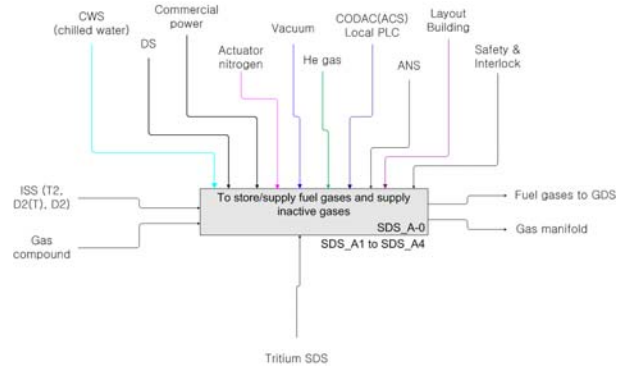 CWS
(chilled water)
DS
Commercial
power
Actuator
nitrogen
Vacuum
He gas
CODAC(ACS)
Local PLC
ANS
Layout
Building
Safety &
Interlock
ISS (T2,
D2(T), D2)
Gas
compound
To store/supply fuel gases and supply
inactive gases
SDS_A-0
SDS_A1 to SDS_A4
Fuel gases to GDS
Gas manifold
Tritium SDS